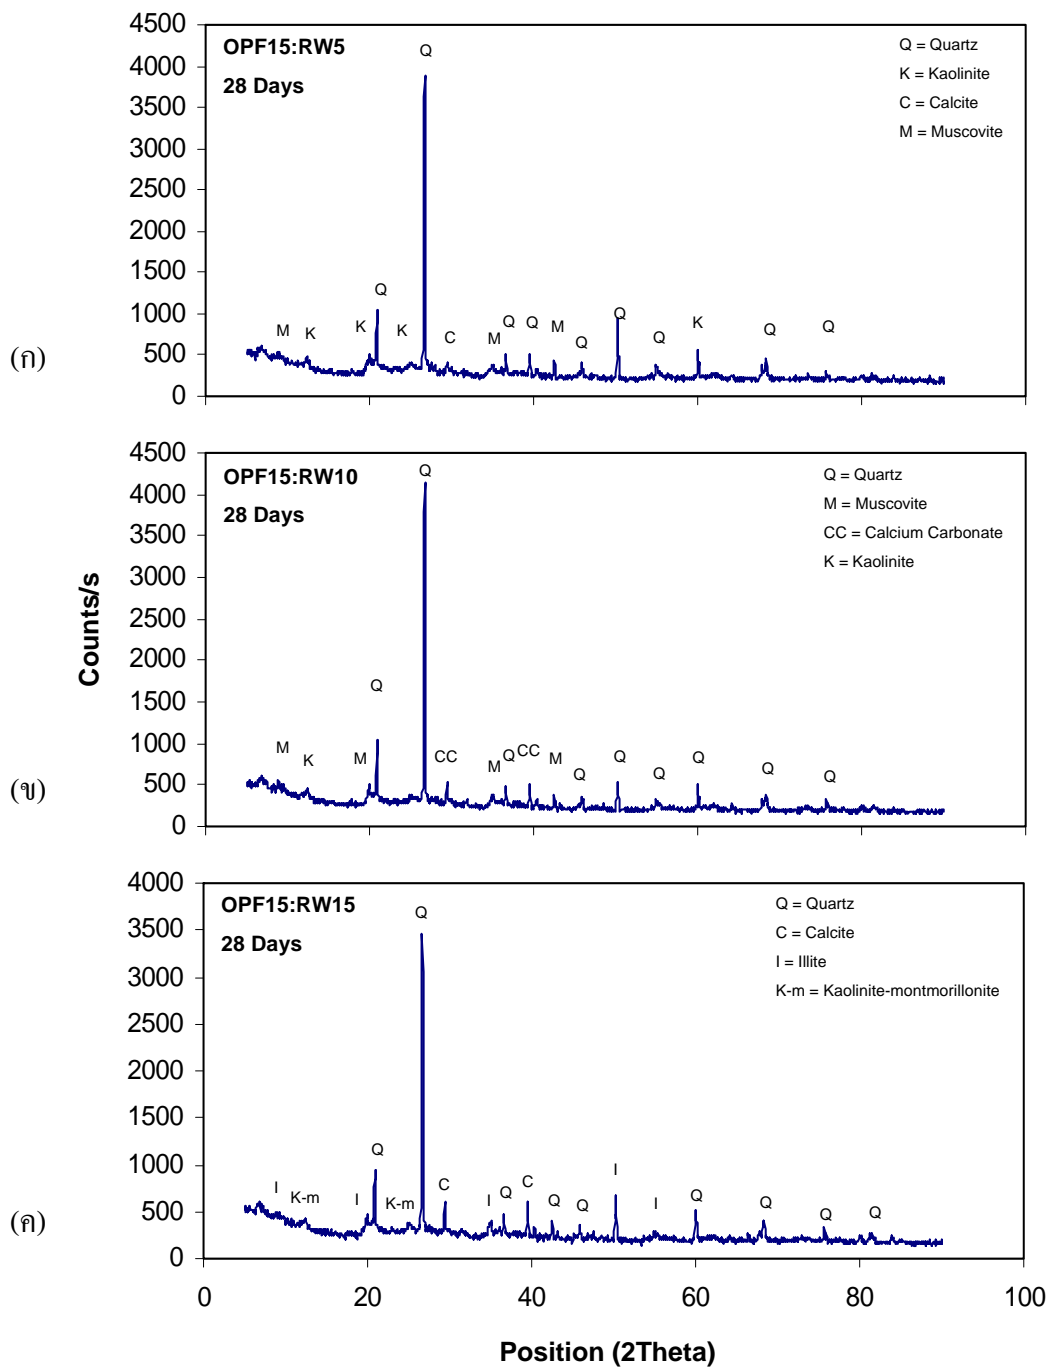 OPF15:RW5
28 Days
Q = Quartz
K = Kaolinite
C = Calcite
M = Muscovite
4500
4000
3500
3000
2500
2000
1500
1000
500
0
Q
Q
M K K K C M Q Q M Q Q Q K Q Q
(ก)
OPF15:RW10
28 Days
Q = Quartz
M = Muscovite
CC = Calcium Carbonate
K = Kaolinite
4500
4000
3500
3000
2500
2000
1500
1000
500
0
Q
Q
M K M CC M Q CC M Q Q Q Q Q Q
(ข)
Counts/s
OPF15:RW15
28 Days
Q = Quartz
C = Calcite
I = Illite
K-m = Kaolinite-montmorillonite
4000
3500
3000
2500
2000
1500
1000
500
0
Q
Q
I K-m I K-m C I Q C Q Q I I Q Q Q Q
(ค)
0 20 40 60 80 100
Position (2Theta)